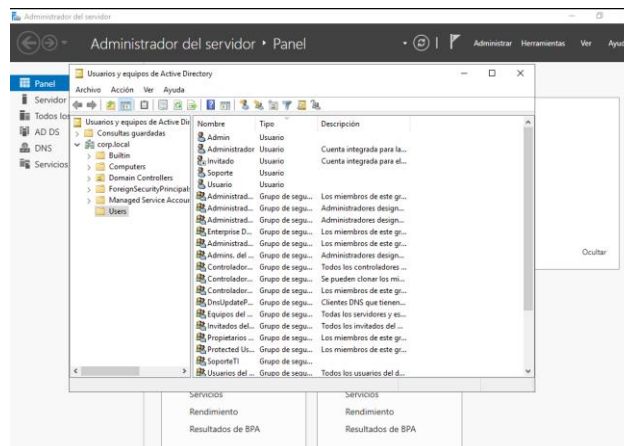 Administrador del servidor
Administrador del servidor • Panel
Administrar Herramientas Ver Ayud
Panel
Servidor
Todos los
AD DS
DNS
Servicios
Usuarios y equipos de Active Directory
Archivo Acción Ver Ayuda
Usuarios y equipos de Active Dir
Consultas guardadas
corp.local
Builtin
Computers
Domain Controllers
ForeignSecurityPrincipals
Managed Service Accoun
Users
Nombre Tipo Descripción
Admin Usuario
Administrador Usuario Cuenta integrada para la...
Invitado Usuario Cuenta integrada para el...
Soporte Usuario
Usuario Usuario
Administrad... Grupo de segu... Los miembros de este gr...
Administrad... Grupo de segu... Administradores design...
Administrad... Grupo de segu... Administradores design...
Enterprise D... Grupo de segu... Los miembros de este gr...
Administrad... Grupo de segu... Los miembros de este gr...
Admins. del ... Grupo de segu... Administradores design...
Controlador... Grupo de segu... Todos los controladores ...
Controlador... Grupo de segu... Se pueden clonar los mi...
Controlador... Grupo de segu... Los miembros de este gr...
DnsUpdateP... Grupo de segu... Clientes DNS que tienen...
Equipos del ... Grupo de segu... Todas los servidores y es...
Invitados del... Grupo de segu... Todos los invitados del ...
Propietarios ... Grupo de segu... Los miembros de este gr...
Protected Us... Grupo de segu... Los miembros de este gr...
SoporteTI Grupo de segu...
Usuarios del ... Grupo de segu... Todos los usuarios del d...
Ocultar
Servicios Servicios
Rendimiento Rendimiento
Resultados de BPA Resultados de BPA